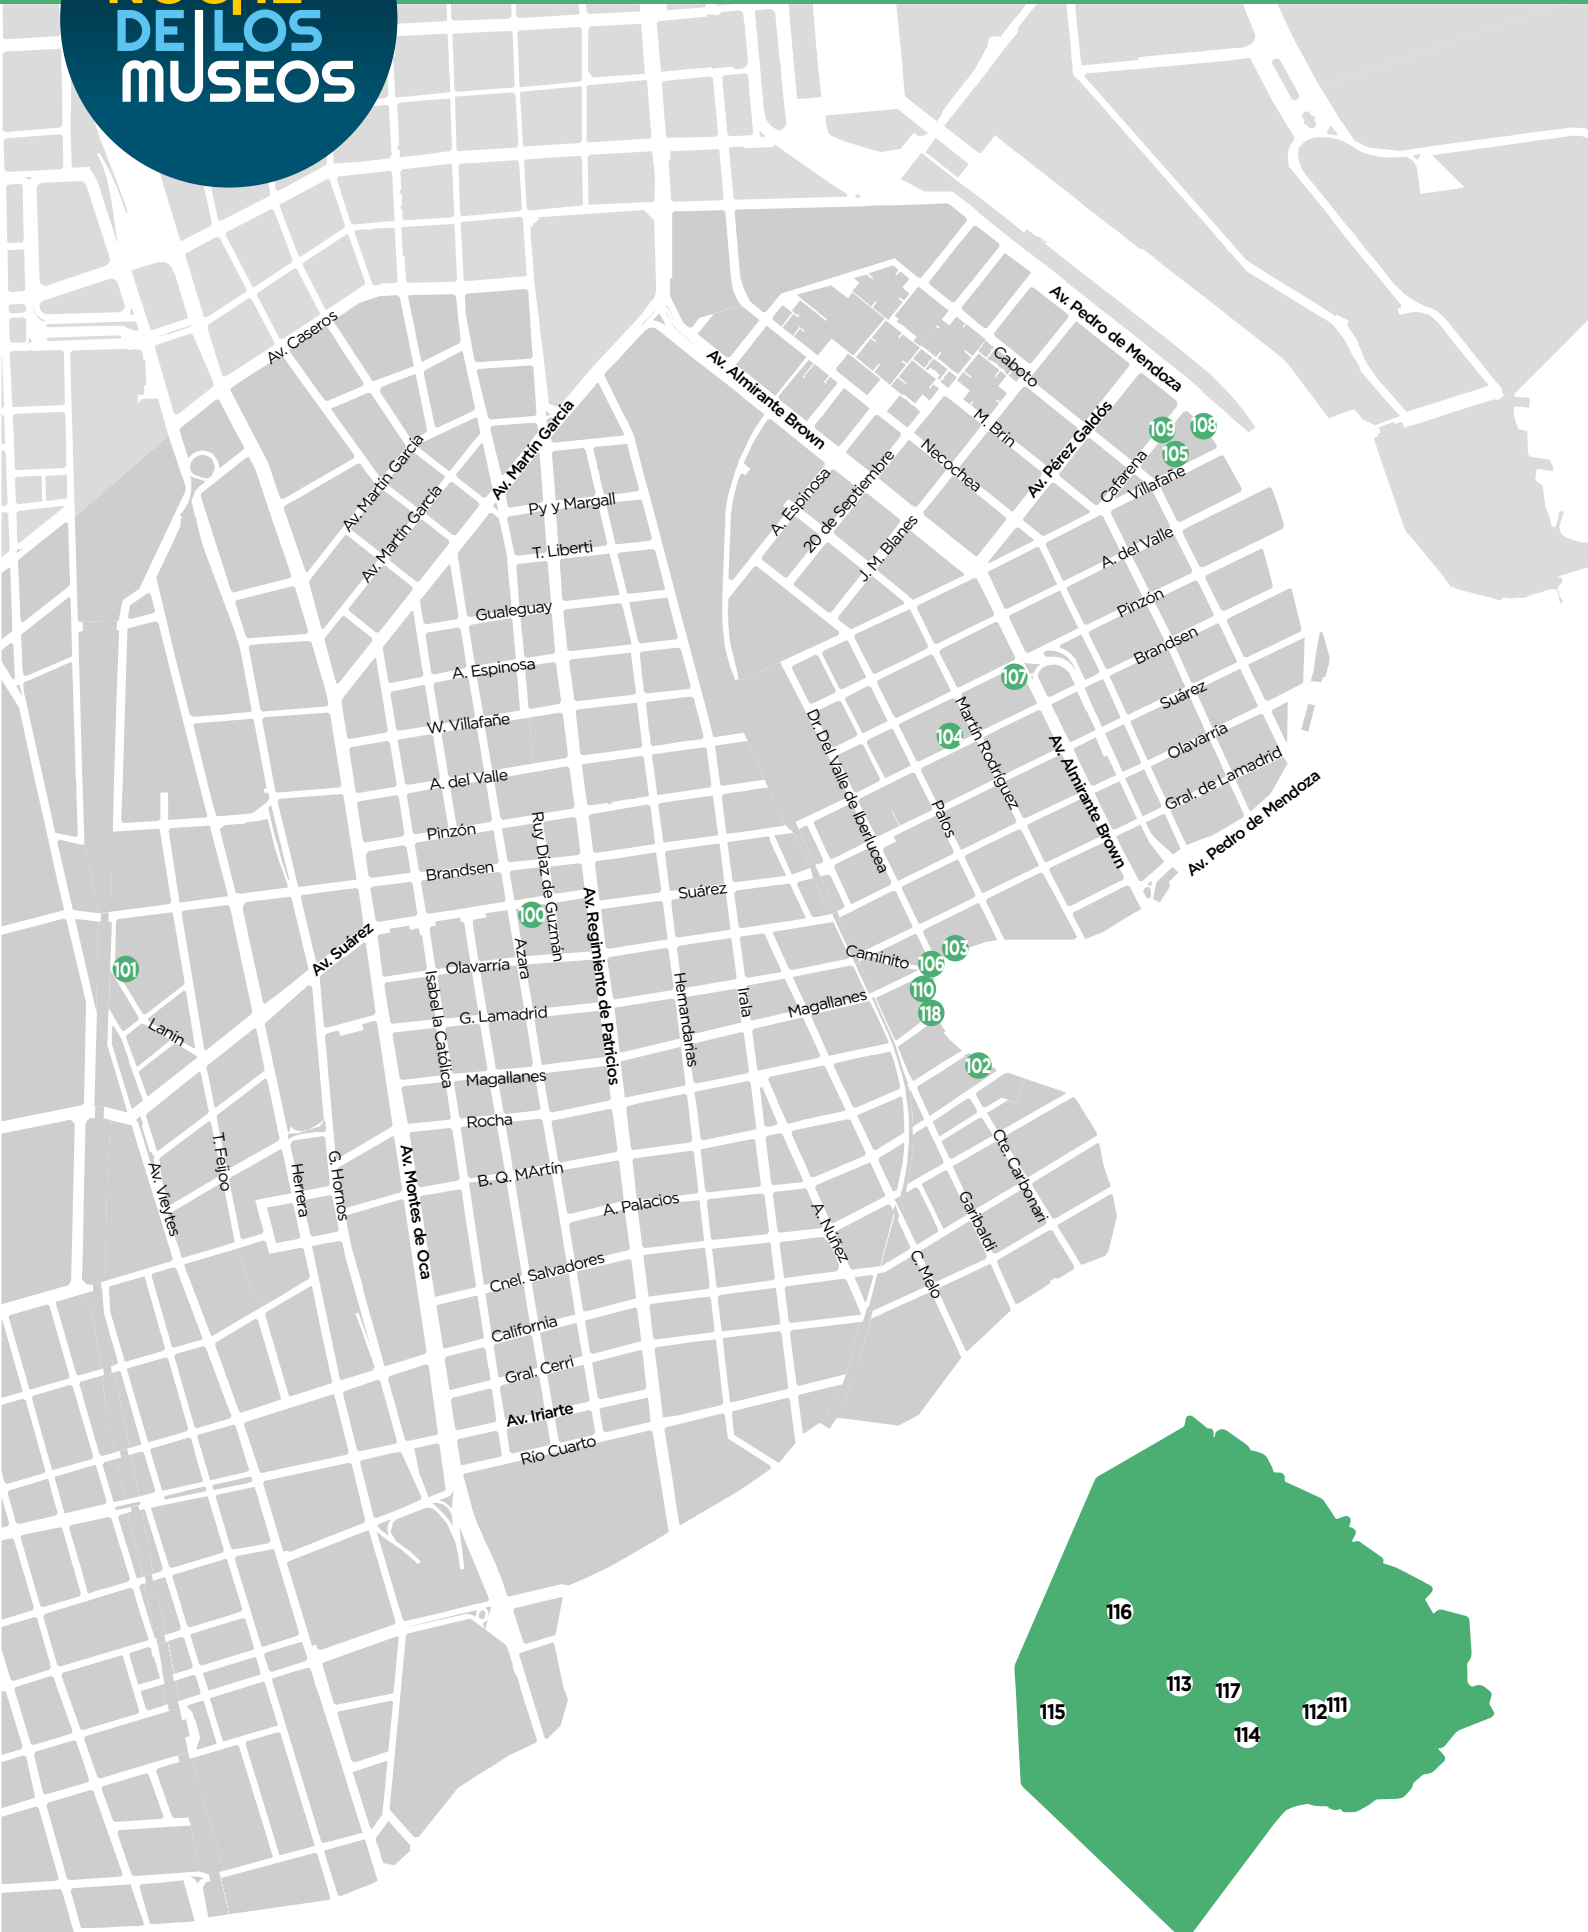 NOCHE
DE LOS
MUSEOS
Av. Caseros
Av. Pedro de Mendoza
Caboto
Av. Almirante Brown
M. Brin
Av. Pérez Galdós
109
108
105
Cafarena
Villafañe
Necochea
Av. Martín García
Av. Martín García
Av. Martín García
A. Espinosa
20 de Septiembre
J. M. Blanes
Py y Margall
T. Liberti
A. del Valle
Gualeguay
Pinzón
Brandsen
A. Espinosa
107
Suárez
W. Villafañe
104
Martín Rodríguez
Dr. Del Valle de Iberlucea
Av. Almirante Brown
Olavarría
A. del Valle
Gral. de Lamadrid
Palos
Av. Pedro de Mendoza
Pinzón
Ruy Díaz de Guzmán
Brandsen
Suárez
100
Av. Regimiento de Patricios
Av. Suárez
101
Azara
Olavarría
Caminito
103
106
110
118
Isabel la Católica
G. Lamadrid
Hernandarias
Irala
Magallanes
Lanin
102
Magallanes
Rocha
T. Feijoo
G. Hornos
Herrera
Av. Vieytes
Av. Montes de Oca
B. Q. MArtín
A. Palacios
A. Núñez
Cte. Carbonari
Garibaldi
C. Melo
Cnel. Salvadores
California
Gral. Cerri
Av. Iriarte
Río Cuarto
116
113
117
115
112
111
114